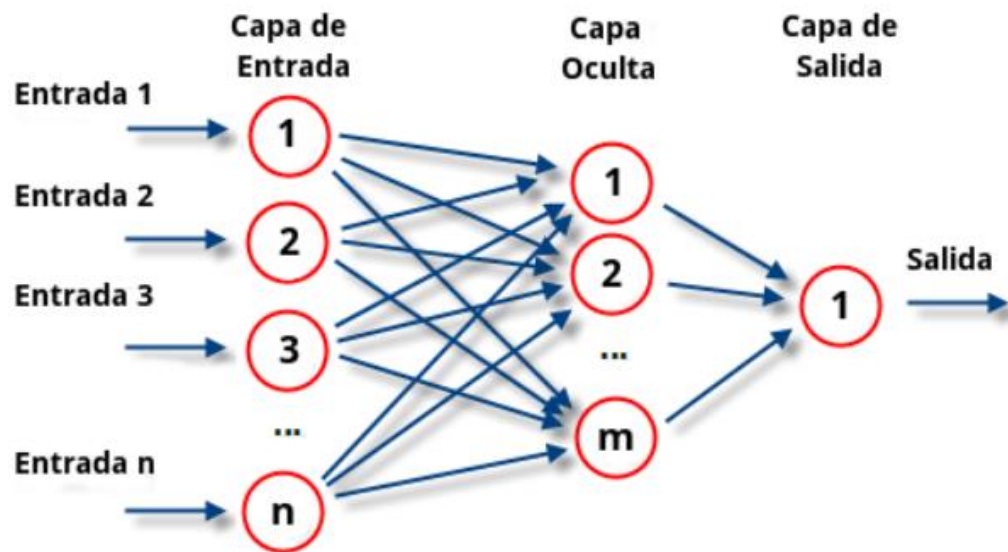 Capa de
Entrada
Capa
Oculta
Capa de
Salida
Entrada 1
1
Entrada 2
2
Entrada 3
3
...
Entrada n
n
1
2
...
m
1
Salida